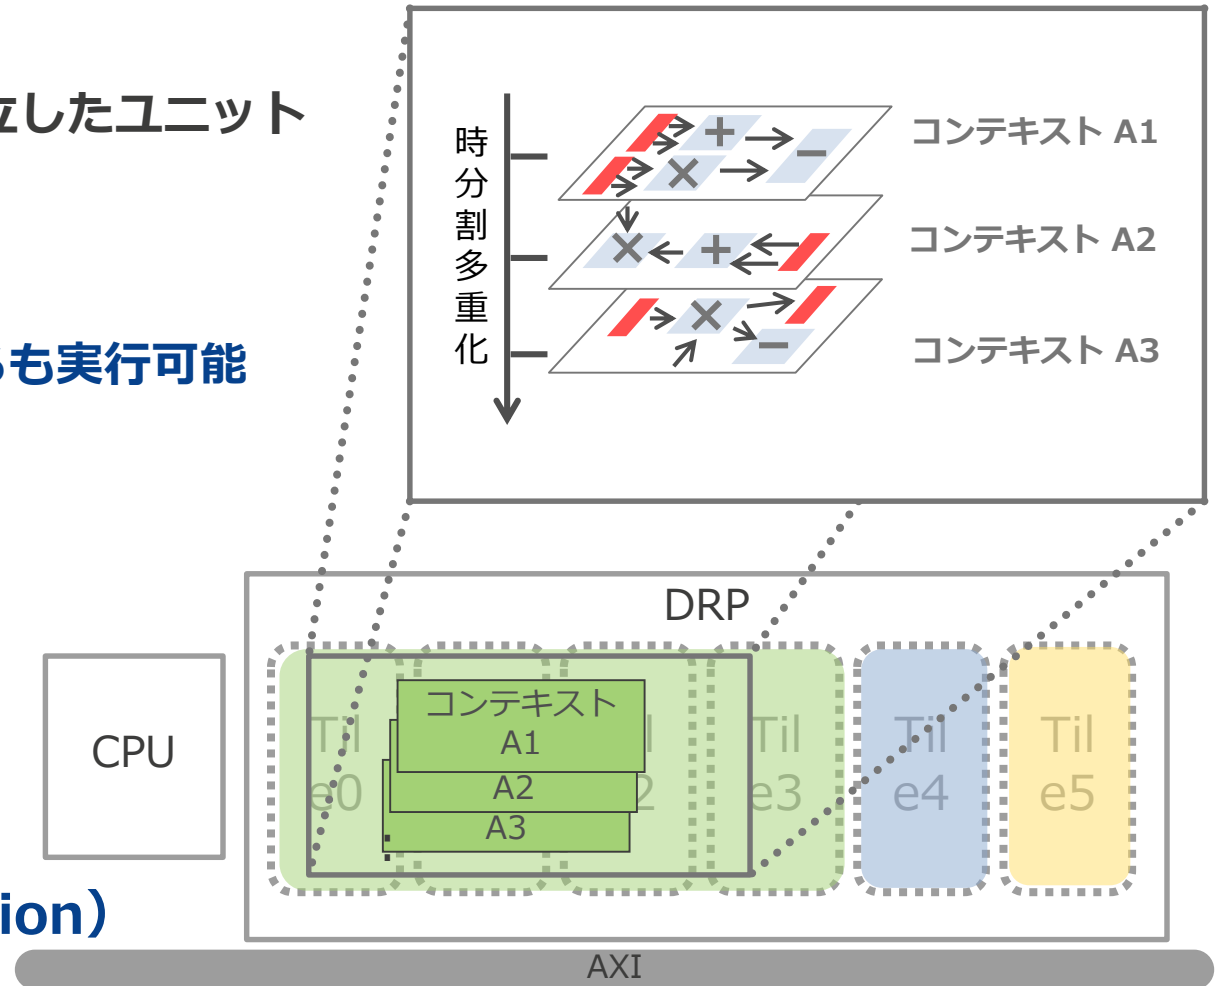 立したユニット
時分割多重化
コンテキスト A1
コンテキスト A2
コンテキスト A3
らも実行可能
DRP
CPU
コンテキスト
A1
A2
A3
:
Til
e0
l
2
Til
e3
Til
e4
Til
e5
ion）
AXI